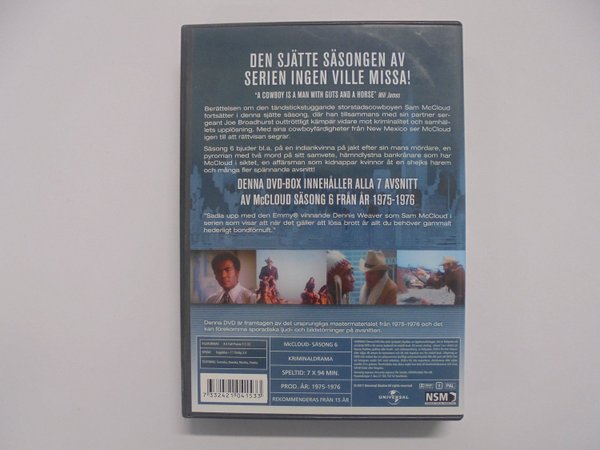 DEN SJÄTTE SÄSONGEN AV
SERIEN INGEN VILLE MISSA!
"A COWBOY IS A MAN WITH GUTS AND A HORSE" Will James
Berättelsen om den tändstickstuggande storstadscowboyen Sam McCloud
fortsätter i denna sjätte säsong, där han tillsammans med sin partner ser-
geant Joe Broadhurst outtröttligt kämpar vidare mot kriminalitet och samhäl-
lets upplösning. Med sina cowboyfärdigheter från New Mexico ser McCloud
igen till att rättvisan segrar.
Säsong 6 bjuder bl.a. på en indiankvinna på jakt efter sin mans mördare, en
pyroman med två mord på sitt samvete, hämndlystna bankrånare som har
McCloud i siktet, en affärsman som kidnappar kvinnor åt en shejks harem
och många fler spännande avsnitt!
DENNA DVD-BOX INNEHÅLLER ALLA 7 AVSNITT
AV McCLOUD SÄSONG 6 FRÅN ÅR 1975-1976
"Sadla upp med den Emmy® vinnande Dennis Weaver som Sam McCloud i
serien som visar att när det gäller att lösa brott är allt du behöver gammalt
hederligt bondförnuft."
Denna DVD är framtagen av det ursprungliga mastermaterialet från 1975-1976 och det
kan förekomma sporadiska ljud- och bildstörningar på avsnitten.
McCLOUD- SÄSONG 6
KRIMINALDRAMA
SPELTID: 7 X 94 MIN.
PROD. ÅR: 1975-1976
REKOMMENDERAS FRÅN 15 ÅR
7 332421 041533
UNIVERSAL
PAL
NSM